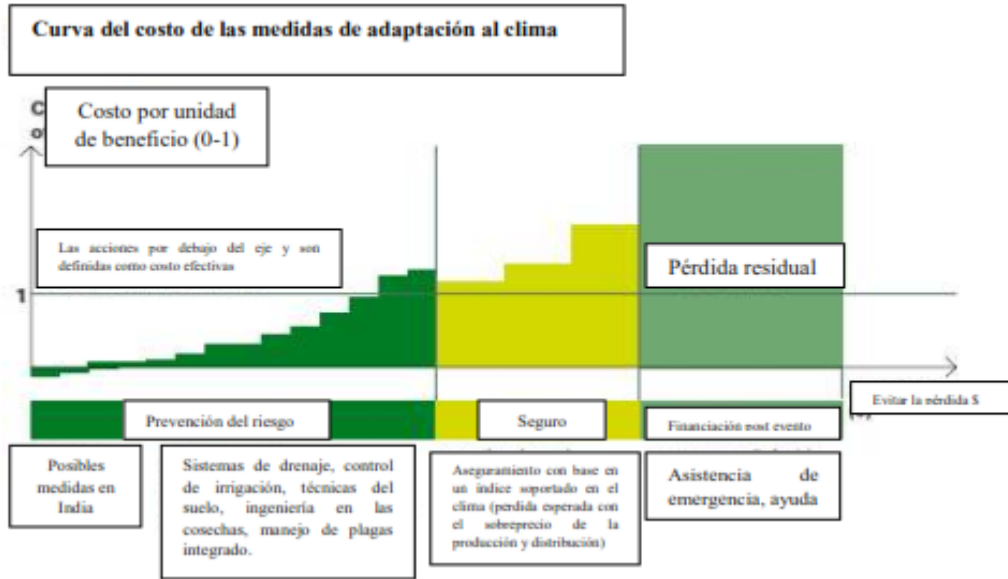 Curva del costo de las medidas de adaptación al clima
C
o
Costo por unidad
de beneficio (0-1)
Las acciones por debajo del eje y son
definidas como costo efectivas
Pérdida residual
1
Evitar la pérdida $
Prevención del riesgo
Seguro
Financiación post evento
Posibles
medidas en
India
Sistemas de drenaje, control
de irrigación, técnicas del
suelo, ingeniería en las
cosechas, manejo de plagas
integrado.
Aseguramiento con base en
un índice soportado en el
clima (perdida esperada con
el sobreprecio de la
producción y distribución)
Asistencia de
emergencia, ayuda